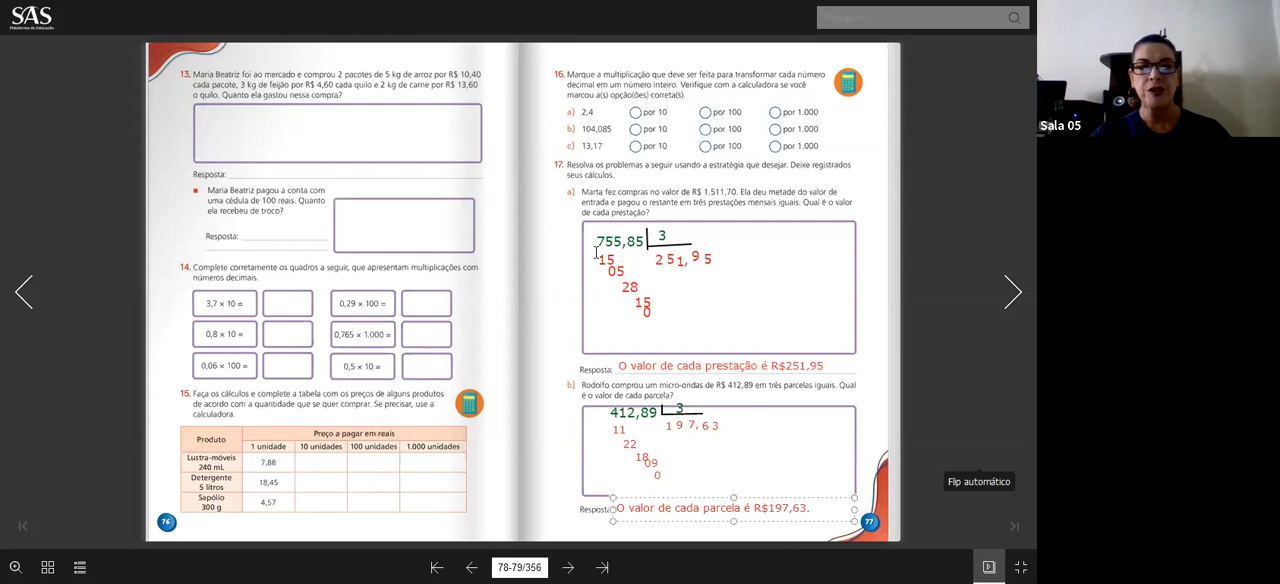 SAS
Plataforma de Educação
13. Maria Beatriz foi ao mercado e comprou 2 pacotes de 5 kg de arroz por R$ 10,40
cada pacote, 3 kg de feijão por R$ 4,60 cada quilo e 2 kg de carne por R$ 13,60
o quilo. Quanto ela gastou nessa compra?
Resposta:
Maria Beatriz pagou a conta com
uma cédula de 100 reais. Quanto
ela recebeu de troco?
Resposta:
14. Complete corretamente os quadros a seguir, que apresentam multiplicações com
números decimais.
3,7 × 10 =
0,29 × 100 =
0,8 × 10 =
0,765 × 1.000 =
0,06 × 100 =
0,5 × 10 =
15. Faça os cálculos e complete a tabela com os preços de alguns produtos
de acordo com a quantidade que se quer comprar. Se precisar, use a
calculadora.
Produto
Preço a pagar em reais
1 unidade 10 unidades 100 unidades 1.000 unidades
Lustra-móveis
240 mL
7,88
Detergente
5 litros
18,45
Sapólio
300 g
4,57
76
16. Marque a multiplicação que deve ser feita para transformar cada número
decimal em um número inteiro. Verifique com a calculadora se você
marcou a(s) opção(ões) correta(s).
a) 2,4 por 10 por 100 por 1.000
b) 104,085 por 10 por 100 por 1.000
c) 13,17 por 10 por 100 por 1.000
17. Resolva os problemas a seguir usando a estratégia que desejar. Deixe registrados
seus cálculos.
a) Marta fez compras no valor de R$ 1.511,70. Ela deu metade do valor de
entrada e pagou o restante em três prestações mensais iguais. Qual é o valor
de cada prestação?
755,85 3
15 251,95
05
28
15
0
Resposta: O valor de cada prestação é R$251,95
b) Rodolfo comprou um micro-ondas de R$ 412,89 em três parcelas iguais. Qual
é o valor de cada parcela?
412,89 3
11 197,63
22
18
09
0
Resposta: O valor de cada parcela é R$197,63.
77
Sala 05
Flip automático
78-79/356